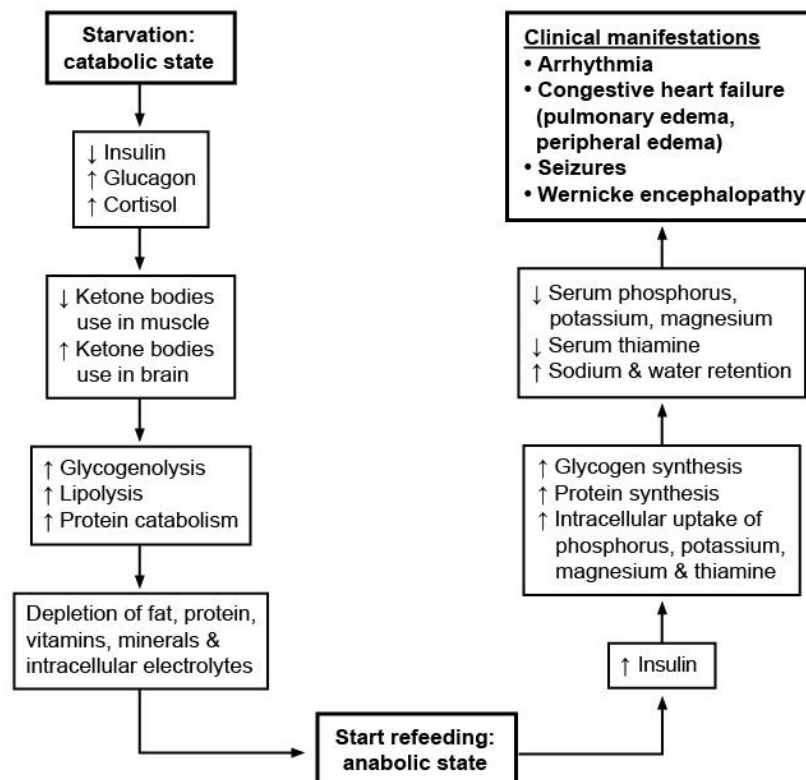 Starvation:
catabolic state
↓ Insulin
↑ Glucagon
↑ Cortisol
↓ Ketone bodies
use in muscle
↑ Ketone bodies
use in brain
↑ Glycogenolysis
↑ Lipolysis
↑ Protein catabolism
Depletion of fat, protein,
vitamins, minerals &
intracellular electrolytes
Start refeeding:
anabolic state
↑ Insulin
↑ Glycogen synthesis
↑ Protein synthesis
↑ Intracellular uptake of
phosphorus, potassium,
magnesium & thiamine
↓ Serum phosphorus,
potassium, magnesium
↓ Serum thiamine
↑ Sodium & water retention
Clinical manifestations
• Arrhythmia
• Congestive heart failure
(pulmonary edema,
peripheral edema)
• Seizures
• Wernicke encephalopathy